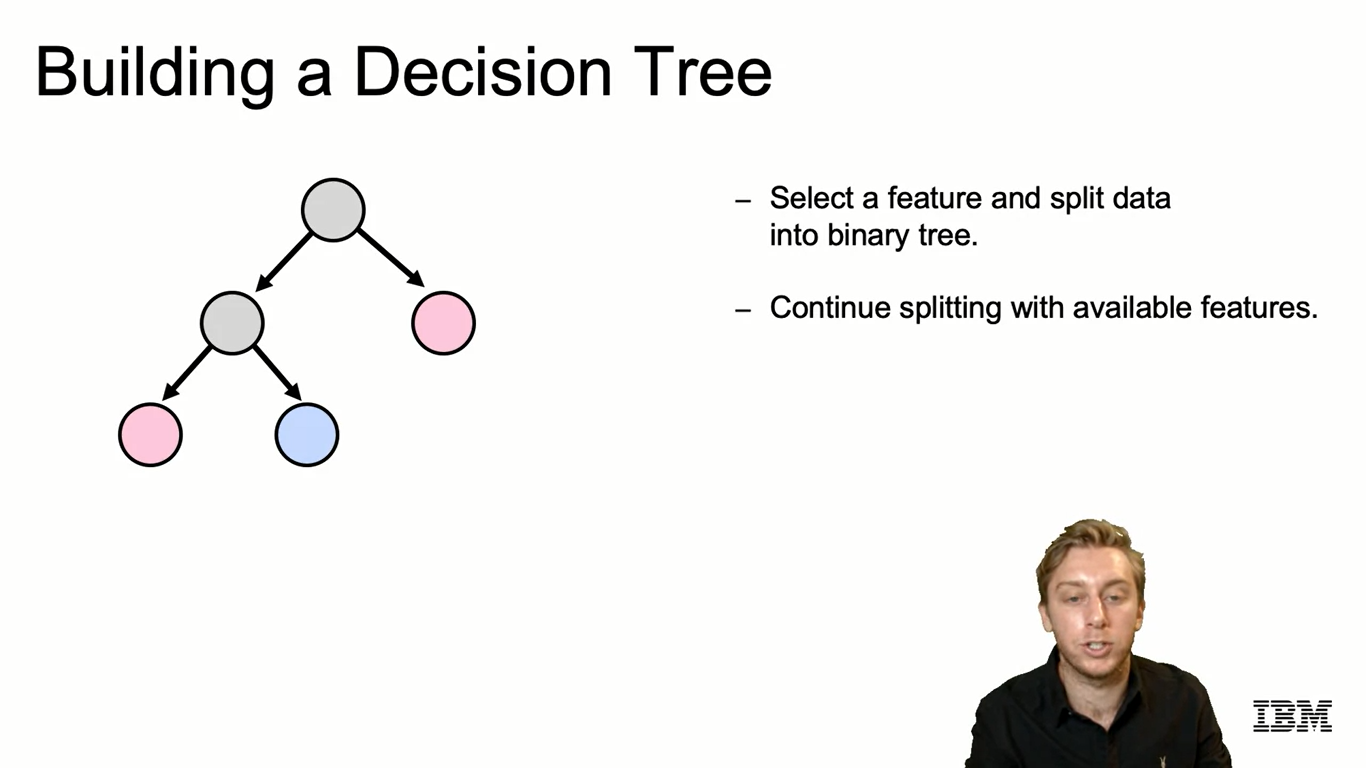 Building a Decision Tree
– Select a feature and split data
into binary tree.
– Continue splitting with available features.
IBM